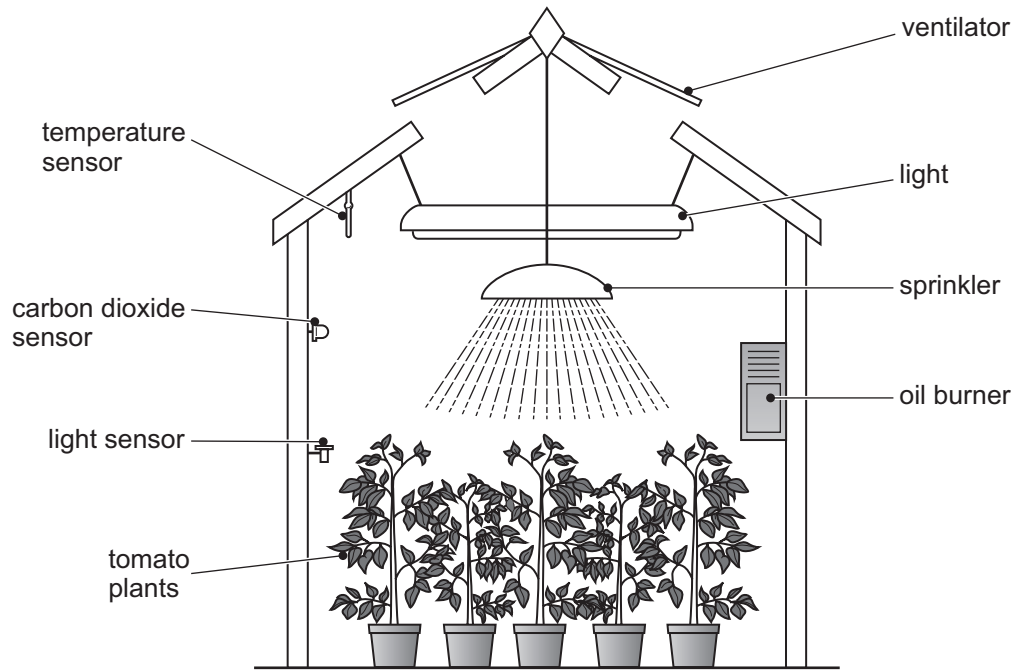 ventilator
temperature
sensor
light
sprinkler
carbon dioxide
sensor
oil burner
light sensor
tomato
plants